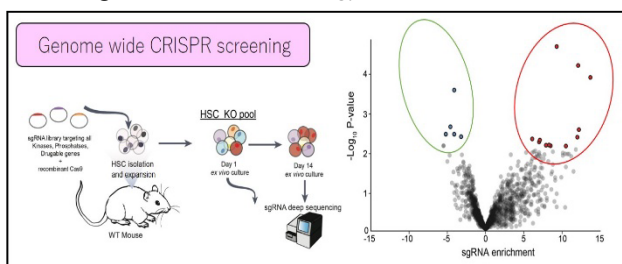 Genome wide CRISPR screening
sgRNA library targeting all
Kinases, Phosphatases,
Drugable genes
+
recombinant Cas9
HSC isolation
and expansion
WT Mouse
HSC KO pool
Day 1
ex vivo culture
Day 14
ex vivo culture
sgRNA deep sequencing
-Log10 P-value
4
3
2
1
0
-15
-10
-5
0
5
10
15
sgRNA enrichment